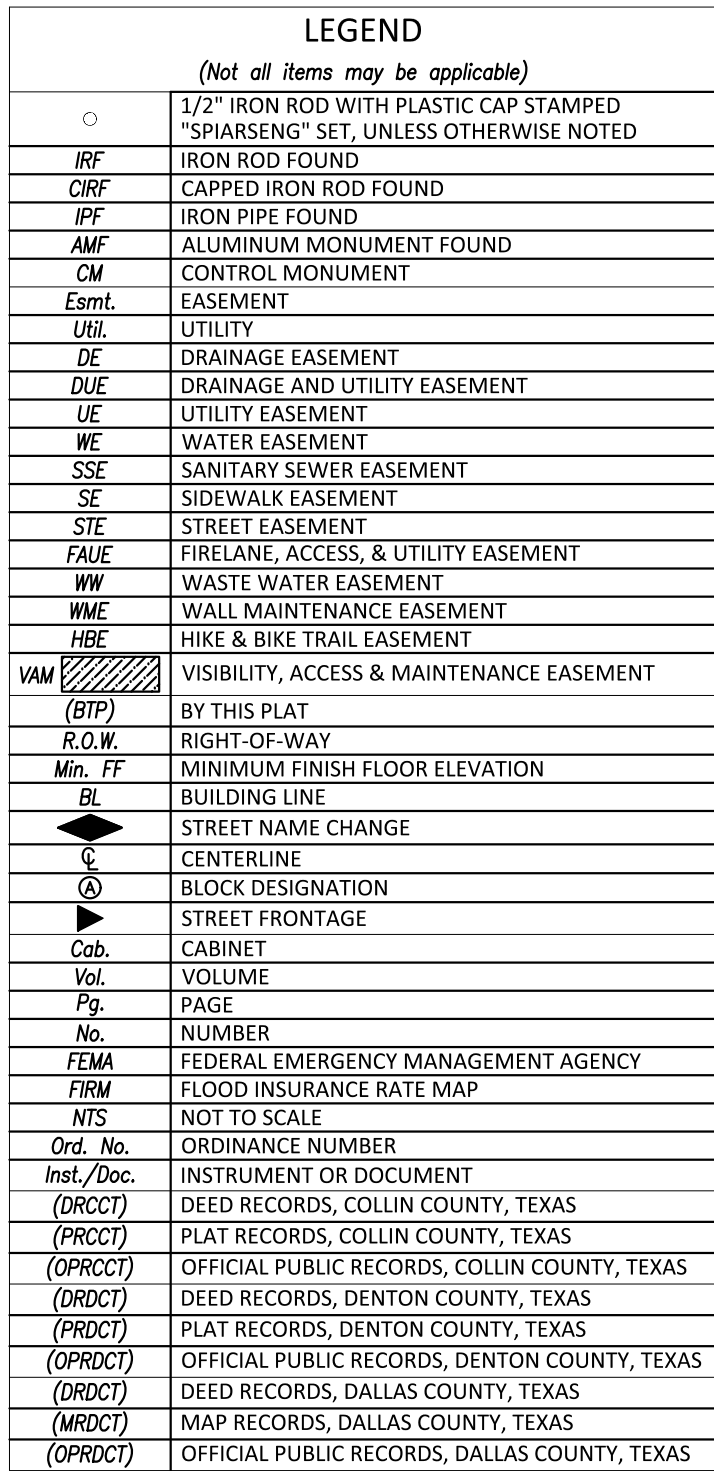 LEGEND
(Not all items may be applicable)
1/2" IRON ROD WITH PLASTIC CAP STAMPED
"SPIARSENG" SET, UNLESS OTHERWISE NOTED
IRF IRON ROD FOUND
CIRF CAPPED IRON ROD FOUND
IPF IRON PIPE FOUND
AMF ALUMINUM MONUMENT FOUND
CM CONTROL MONUMENT
Esmt. EASEMENT
Util. UTILITY
DE DRAINAGE EASEMENT
DUE DRAINAGE AND UTILITY EASEMENT
UE UTILITY EASEMENT
WE WATER EASEMENT
SSE SANITARY SEWER EASEMENT
SE SIDEWALK EASEMENT
STE STREET EASEMENT
FAUE FIRELANE, ACCESS, & UTILITY EASEMENT
WW WASTE WATER EASEMENT
WME WALL MAINTENANCE EASEMENT
HBE HIKE & BIKE TRAIL EASEMENT
VAM VISIBILITY, ACCESS & MAINTENANCE EASEMENT
(BTP) BY THIS PLAT
R.O.W. RIGHT-OF-WAY
Min. FF MINIMUM FINISH FLOOR ELEVATION
BL BUILDING LINE
STREET NAME CHANGE
℄ CENTERLINE
Ⓐ BLOCK DESIGNATION
STREET FRONTAGE
Cab. CABINET
Vol. VOLUME
Pg. PAGE
No. NUMBER
FEMA FEDERAL EMERGENCY MANAGEMENT AGENCY
FIRM FLOOD INSURANCE RATE MAP
NTS NOT TO SCALE
Ord. No. ORDINANCE NUMBER
Inst./Doc. INSTRUMENT OR DOCUMENT
(DRCCT) DEED RECORDS, COLLIN COUNTY, TEXAS
(PRCCT) PLAT RECORDS, COLLIN COUNTY, TEXAS
(OPRCCT) OFFICIAL PUBLIC RECORDS, COLLIN COUNTY, TEXAS
(DRDCT) DEED RECORDS, DENTON COUNTY, TEXAS
(PRDCT) PLAT RECORDS, DENTON COUNTY, TEXAS
(OPRDCT) OFFICIAL PUBLIC RECORDS, DENTON COUNTY, TEXAS
(DRDCT) DEED RECORDS, DALLAS COUNTY, TEXAS
(MRDCT) MAP RECORDS, DALLAS COUNTY, TEXAS
(OPRDCT) OFFICIAL PUBLIC RECORDS, DALLAS COUNTY, TEXAS